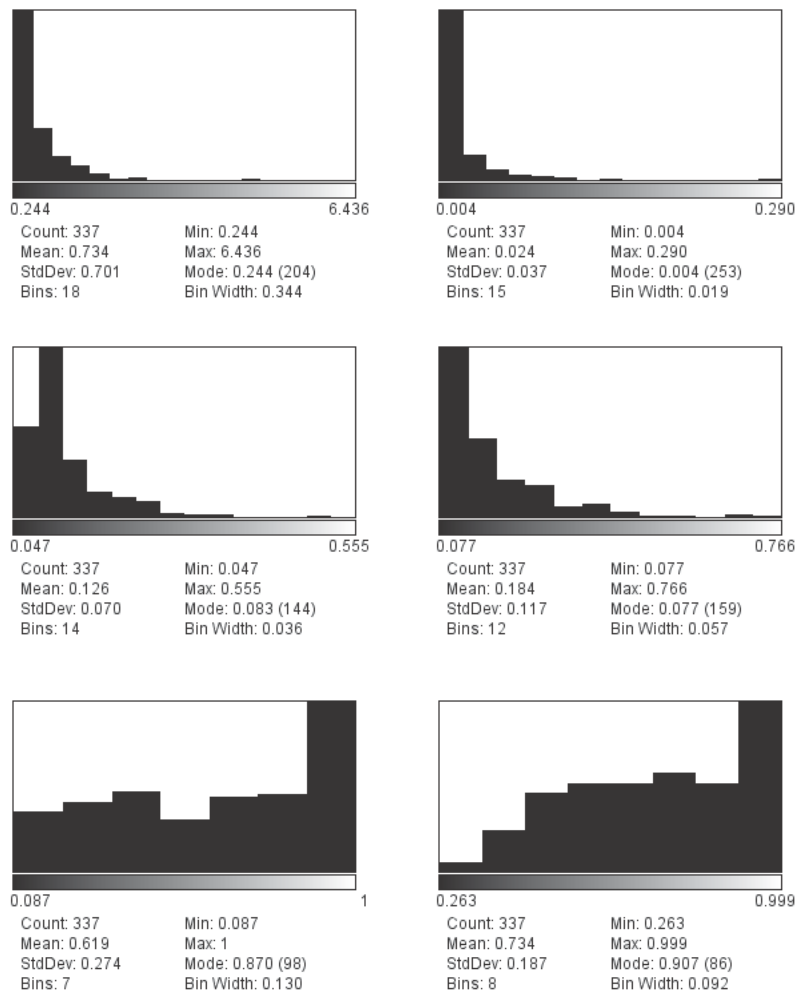 0.244 6.436
Count: 337 Min: 0.244
Mean: 0.734 Max: 6.436
StdDev: 0.701 Mode: 0.244 (204)
Bins: 18 Bin Width: 0.344
0.004 0.290
Count: 337 Min: 0.004
Mean: 0.024 Max: 0.290
StdDev: 0.037 Mode: 0.004 (253)
Bins: 15 Bin Width: 0.019
0.047 0.555
Count: 337 Min: 0.047
Mean: 0.126 Max: 0.555
StdDev: 0.070 Mode: 0.083 (144)
Bins: 14 Bin Width: 0.036
0.077 0.766
Count: 337 Min: 0.077
Mean: 0.184 Max: 0.766
StdDev: 0.117 Mode: 0.077 (159)
Bins: 12 Bin Width: 0.057
0.087 1
Count: 337 Min: 0.087
Mean: 0.619 Max: 1
StdDev: 0.274 Mode: 0.870 (98)
Bins: 7 Bin Width: 0.130
0.263 0.999
Count: 337 Min: 0.263
Mean: 0.734 Max: 0.999
StdDev: 0.187 Mode: 0.907 (86)
Bins: 8 Bin Width: 0.092